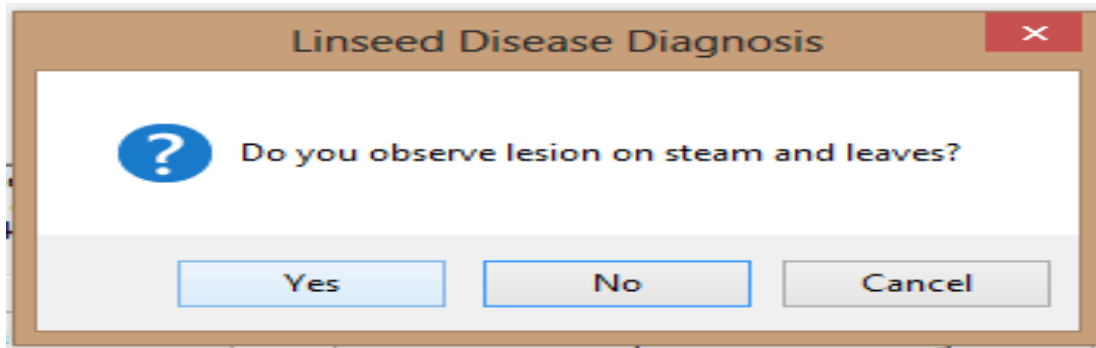 Linseed Disease Diagnosis
Do you observe lesion on steam and leaves?
Yes No Cancel